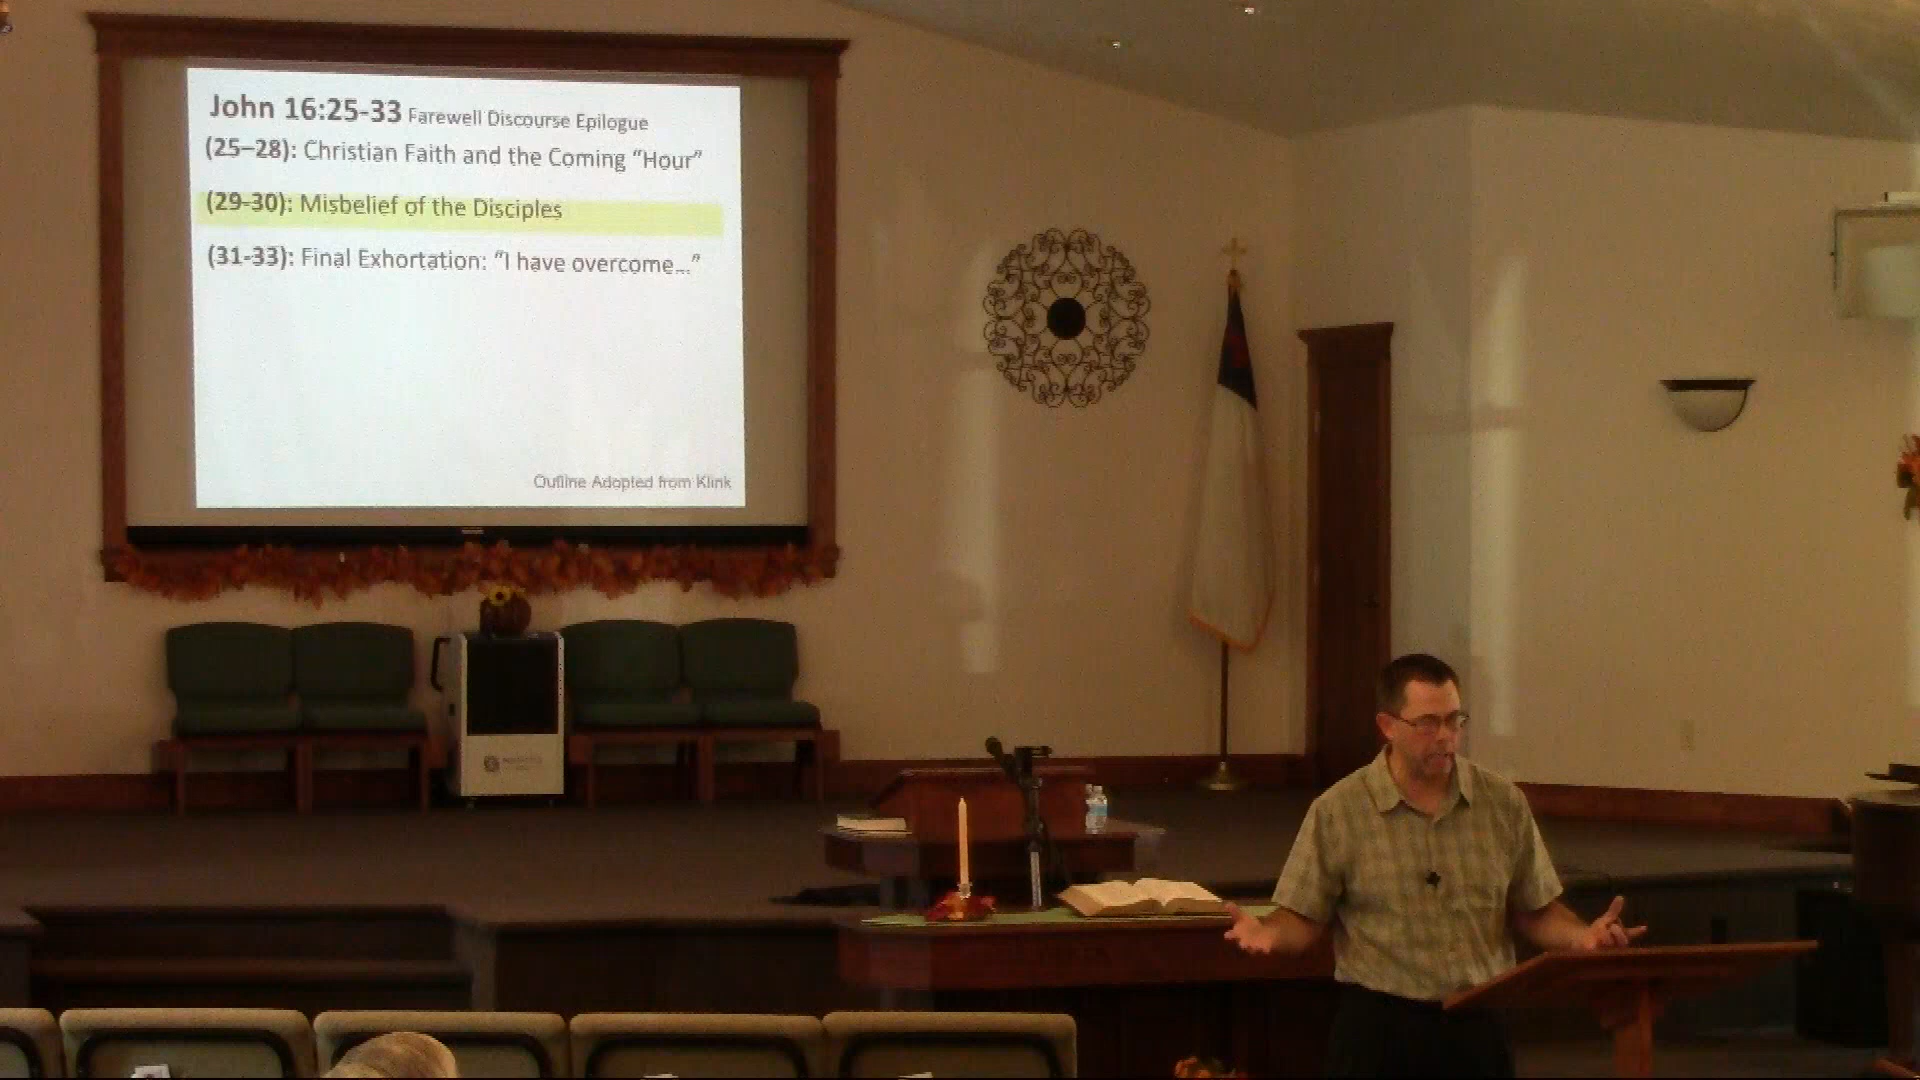 John 16:25-33 Farewell Discourse Epilogue
(25–28): Christian Faith and the Coming “Hour”
(29-30): Misbelief of the Disciples
(31-33): Final Exhortation: “I have overcome…”
Outline Adopted from Klink